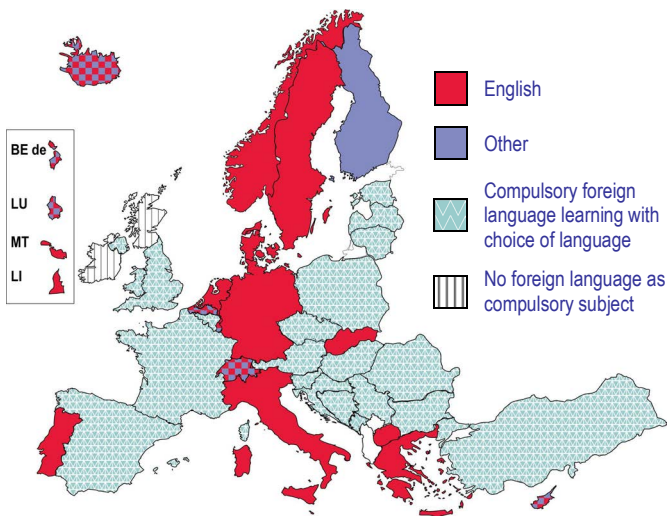 English
Other
Compulsory foreign
language learning with
choice of language
No foreign language as
compulsory subject
BE de
LU
MT
LI